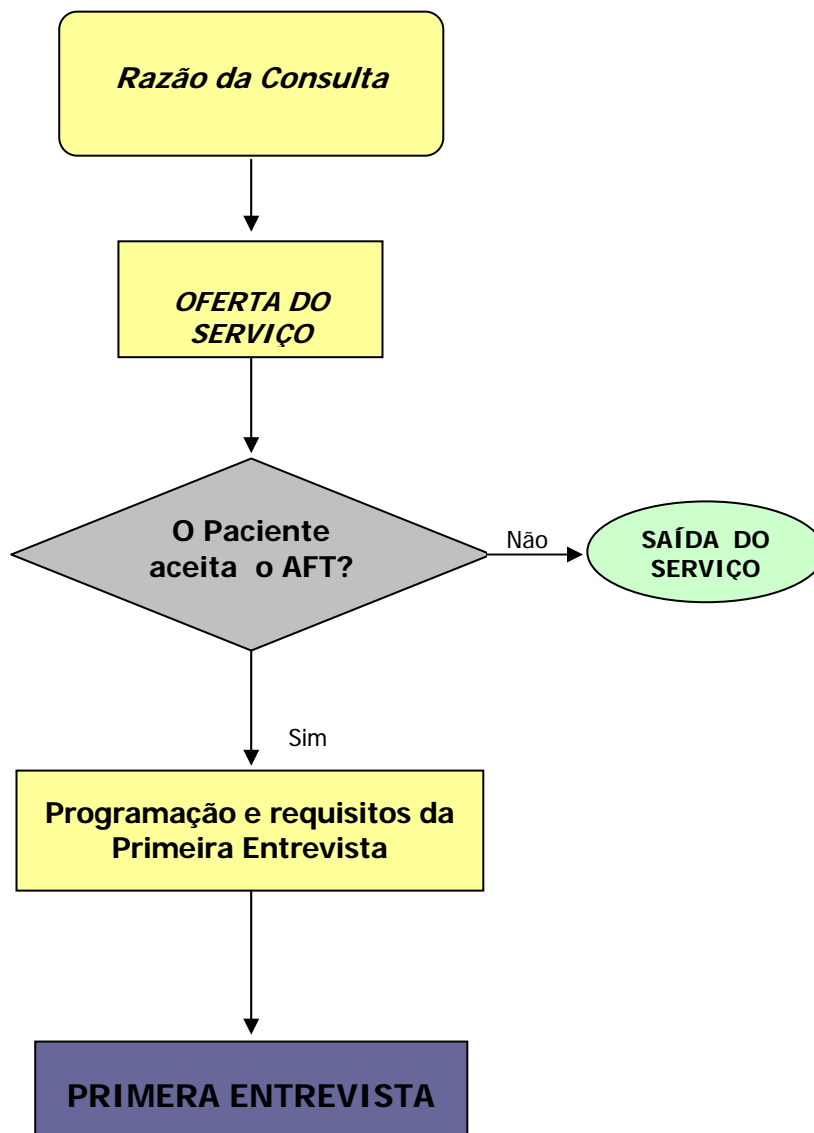 Razão da Consulta
OFERTA DO
SERVIÇO
O Paciente
aceita o AFT?
Não
SAÍDA DO
SERVIÇO
Sim
Programação e requisitos da
Primeira Entrevista
PRIMERA ENTREVISTA